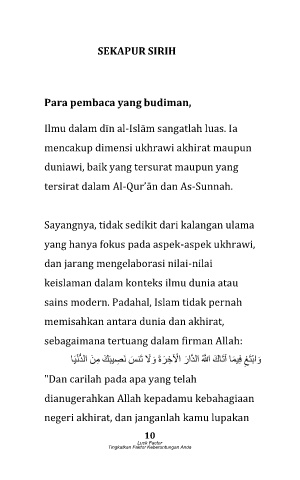 SEKAPUR SIRIH
Para pembaca yang budiman,
Ilmu dalam dīn al-Islām sangatlah luas. Ia
mencakup dimensi ukhrawi akhirat maupun
duniawi, baik yang tersurat maupun yang
tersirat dalam Al-Qur’ān dan As-Sunnah.
Sayangnya, tidak sedikit dari kalangan ulama
yang hanya fokus pada aspek-aspek ukhrawi,
dan jarang mengelaborasi nilai-nilai
keislaman dalam konteks ilmu dunia atau
sains modern. Padahal, Islam tidak pernah
memisahkan antara dunia dan akhirat,
sebagaimana tertuang dalam firman Allah:
وَابْتَغِ فِيمَا آتَاكَ اللَّهُ الدَّارَ الْآخِرَةَ وَلَا تَنسَ نَصِيبَكَ مِنَ الدُّنْيَا
"Dan carilah pada apa yang telah
dianugerahkan Allah kepadamu kebahagiaan
negeri akhirat, dan janganlah kamu lupakan
10
Luck Factor
Tingkatkan Faktor Keberuntungan Anda